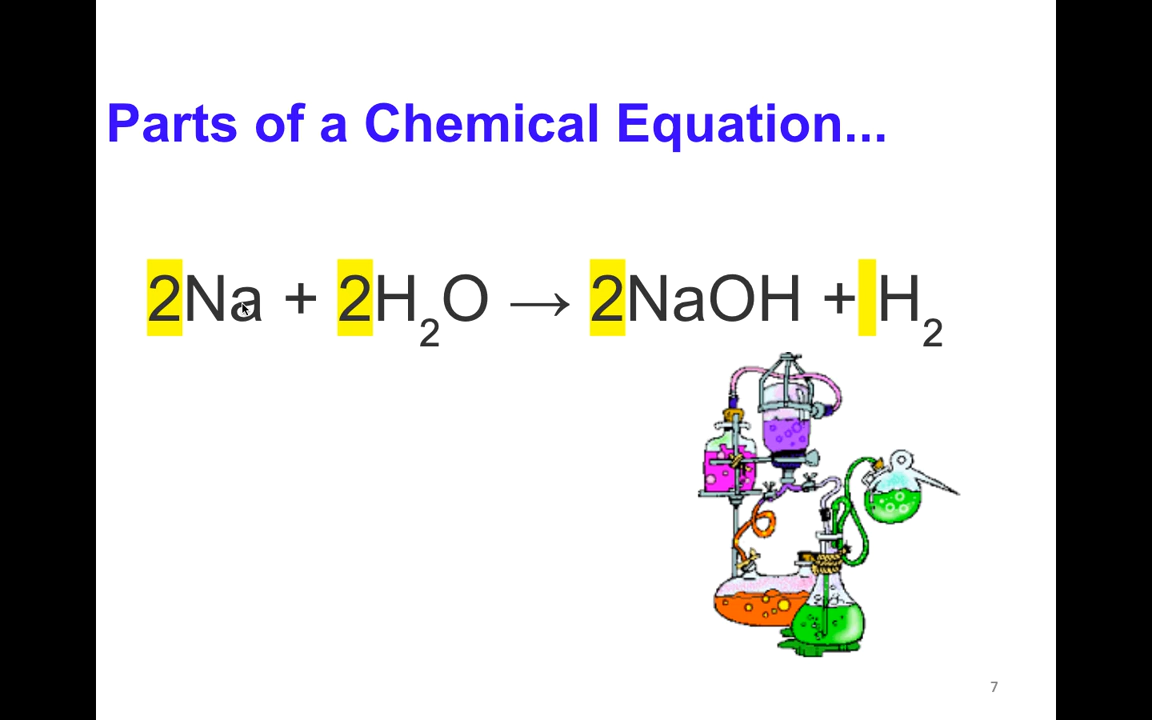 Parts of a Chemical Equation...
2Na + 2H₂O → 2NaOH + H₂
7